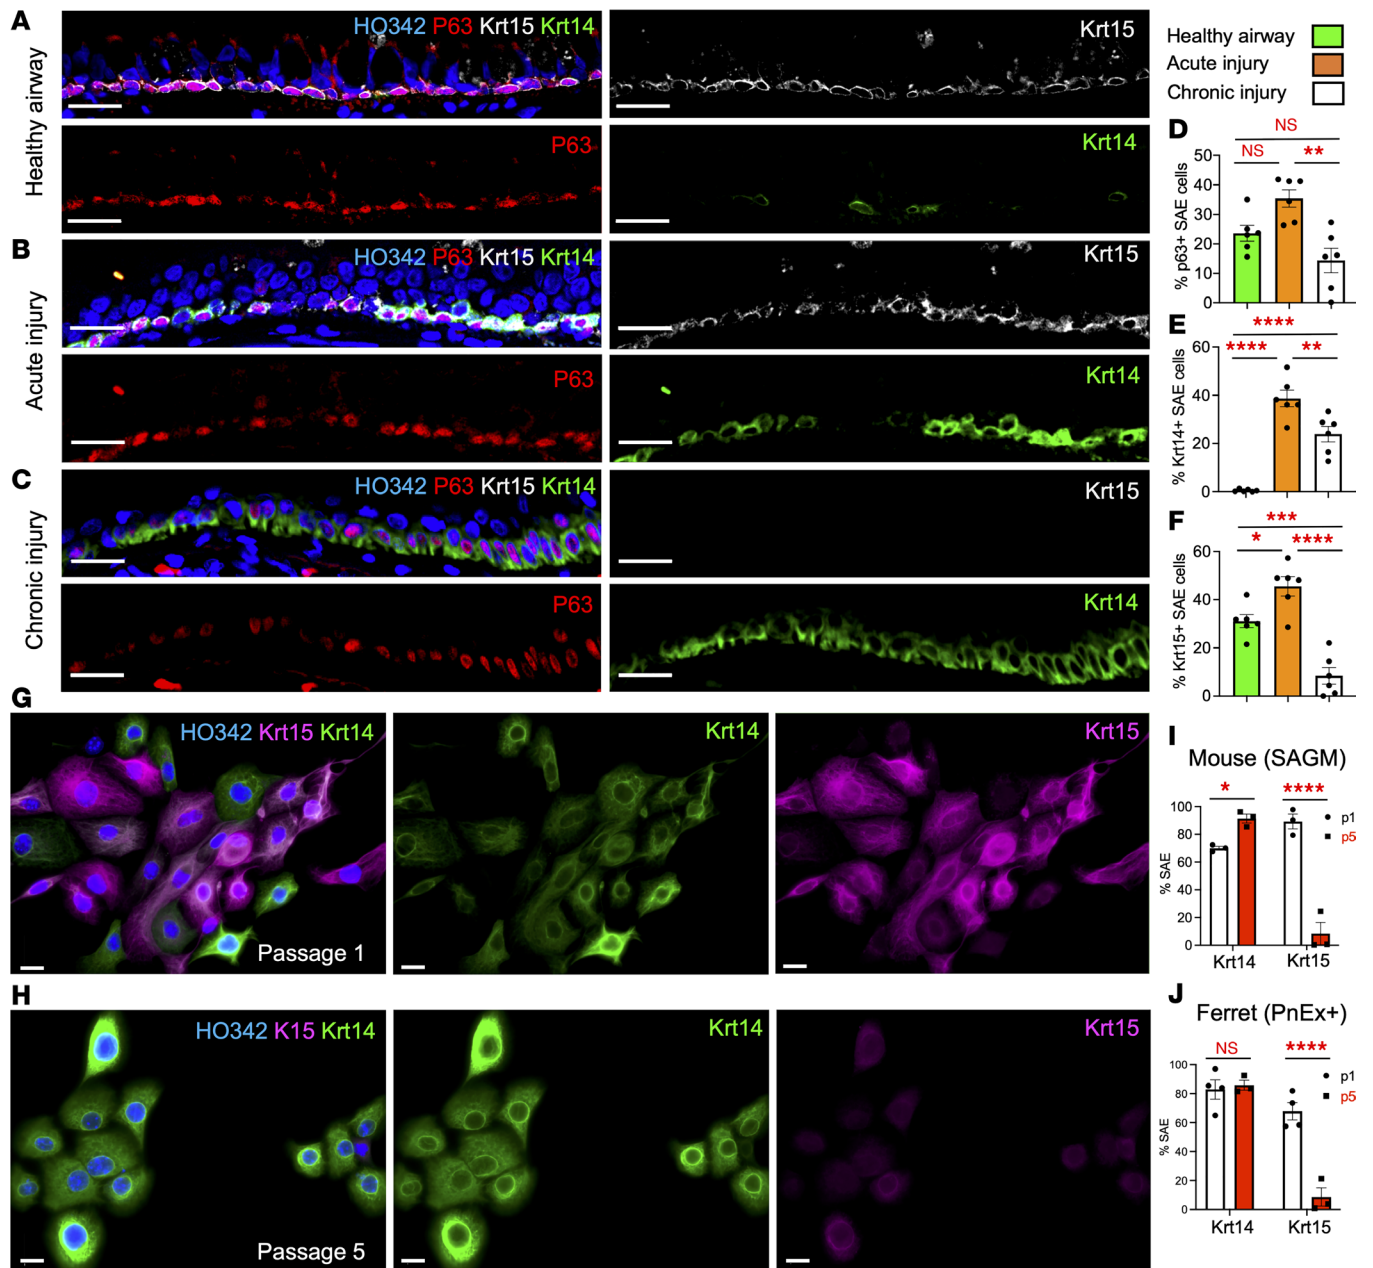 A
Healthy airway
HO342 P63 Krt15 Krt14
Krt15
P63
Krt14
B
Acute injury
HO342 P63 Krt15 Krt14
Krt15
P63
Krt14
C
Chronic injury
HO342 P63 Krt15 Krt14
Krt15
P63
Krt14
Healthy airway
Acute injury
Chronic injury
D
NS
NS **
% p63+ SAE cells
50
40
30
20
10
0
E
****
**** **
% Krt14+ SAE cells
60
40
20
0
F
***
* ****
% Krt15+ SAE cells
60
40
20
0
G
HO342 Krt15 Krt14
Passage 1
Krt14
Krt15
H
HO342 K15 Krt14
Passage 5
Krt14
Krt15
I
Mouse (SAGM)
* ****
% SAE
100
80
60
40
20
0
Krt14 Krt15
p1
p5
J
Ferret (PnEx+)
NS ****
% SAE
100
80
60
40
20
0
Krt14 Krt15
p1
p5